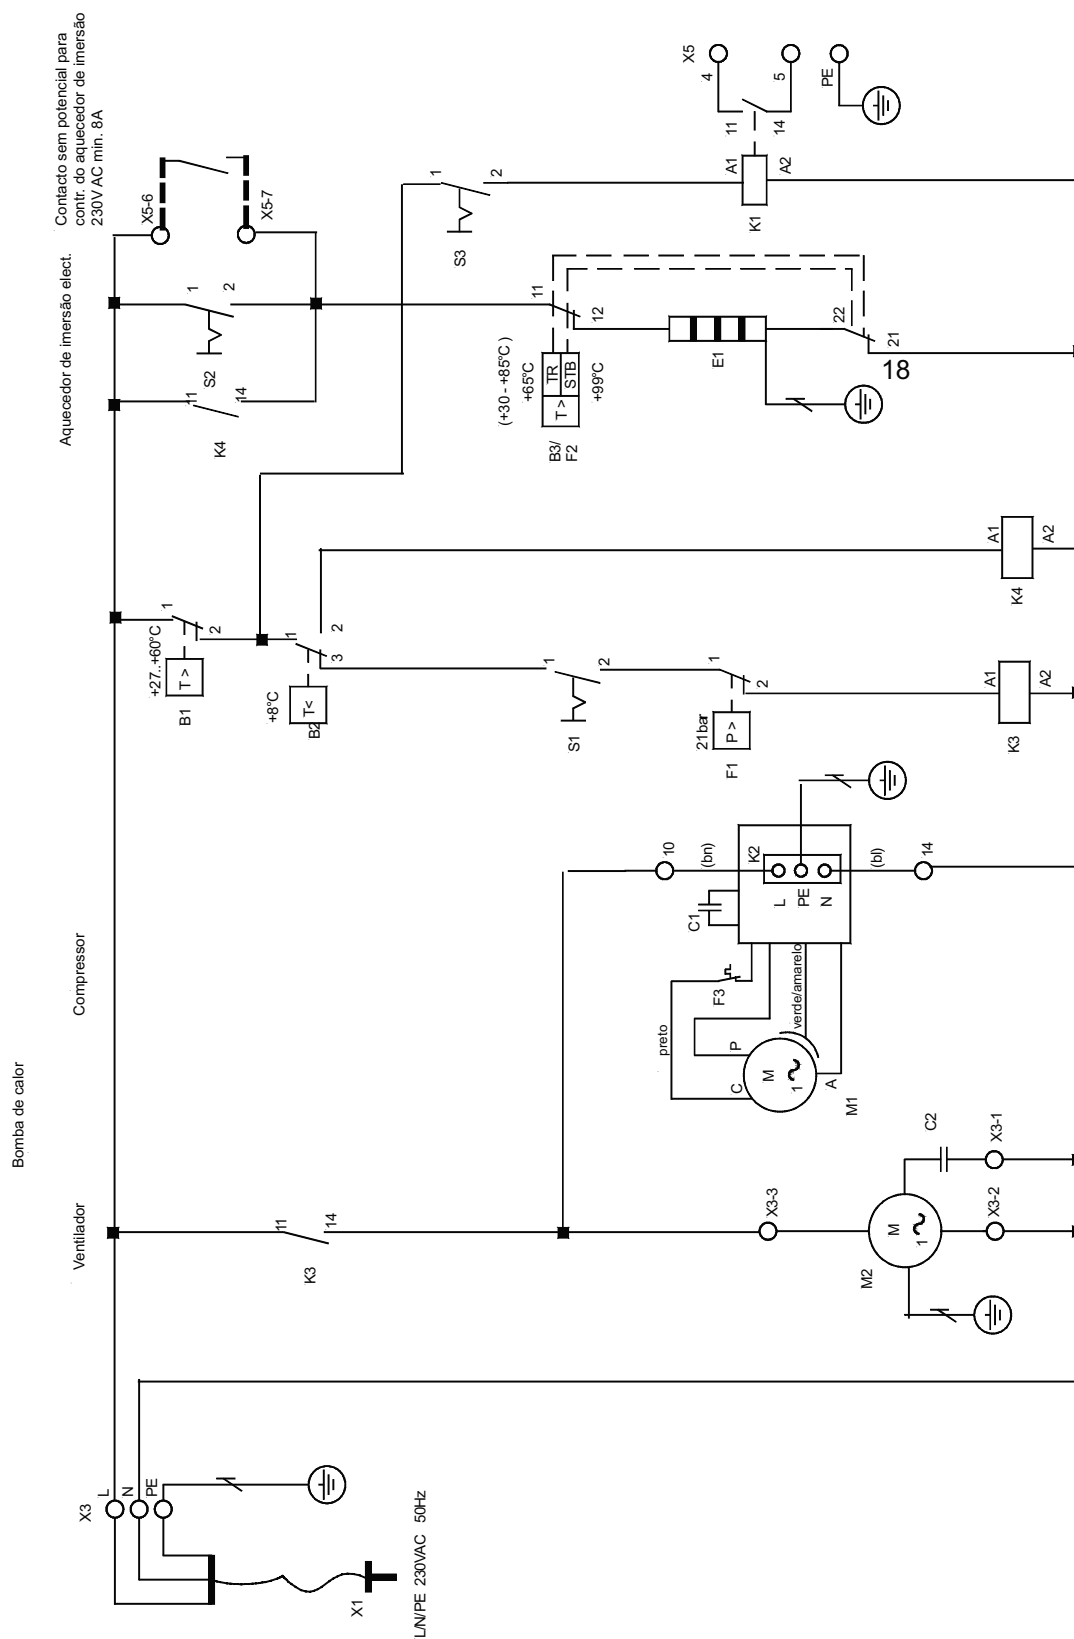 Bomba de calor
Ventilador
Compressor
Aquecedor de imersão elect.
Contacto sem potencial para
contr. do aquecedor de imersão
230V AC min. 8A
X3
L
N
PE
X1
L/N/PE 230VAC 50Hz
11
14
K3
X3-3
M2
M
1
C2
X3-1
X3-2
10
(bn)
K2
L
PE
N
(bl)
14
C1
F3
preto
verde/amarelo
P
C
A
M
1
M1
+27..+60°C
T >
B1
1
2
+8°C
T<
B2
1
2
3
S1
1
2
21bar
P >
F1
1
2
A1
A2
K3
A1
A2
K4
11
14
K4
S2
1
2
X5-6
X5-7
(+30 - +85°C )
+65°C
TR
STB
T >
+99°C
B3/
F2
11
12
E1
22
21
18
S3
1
2
A1
A2
K1
X5
4
5
PE
11
14